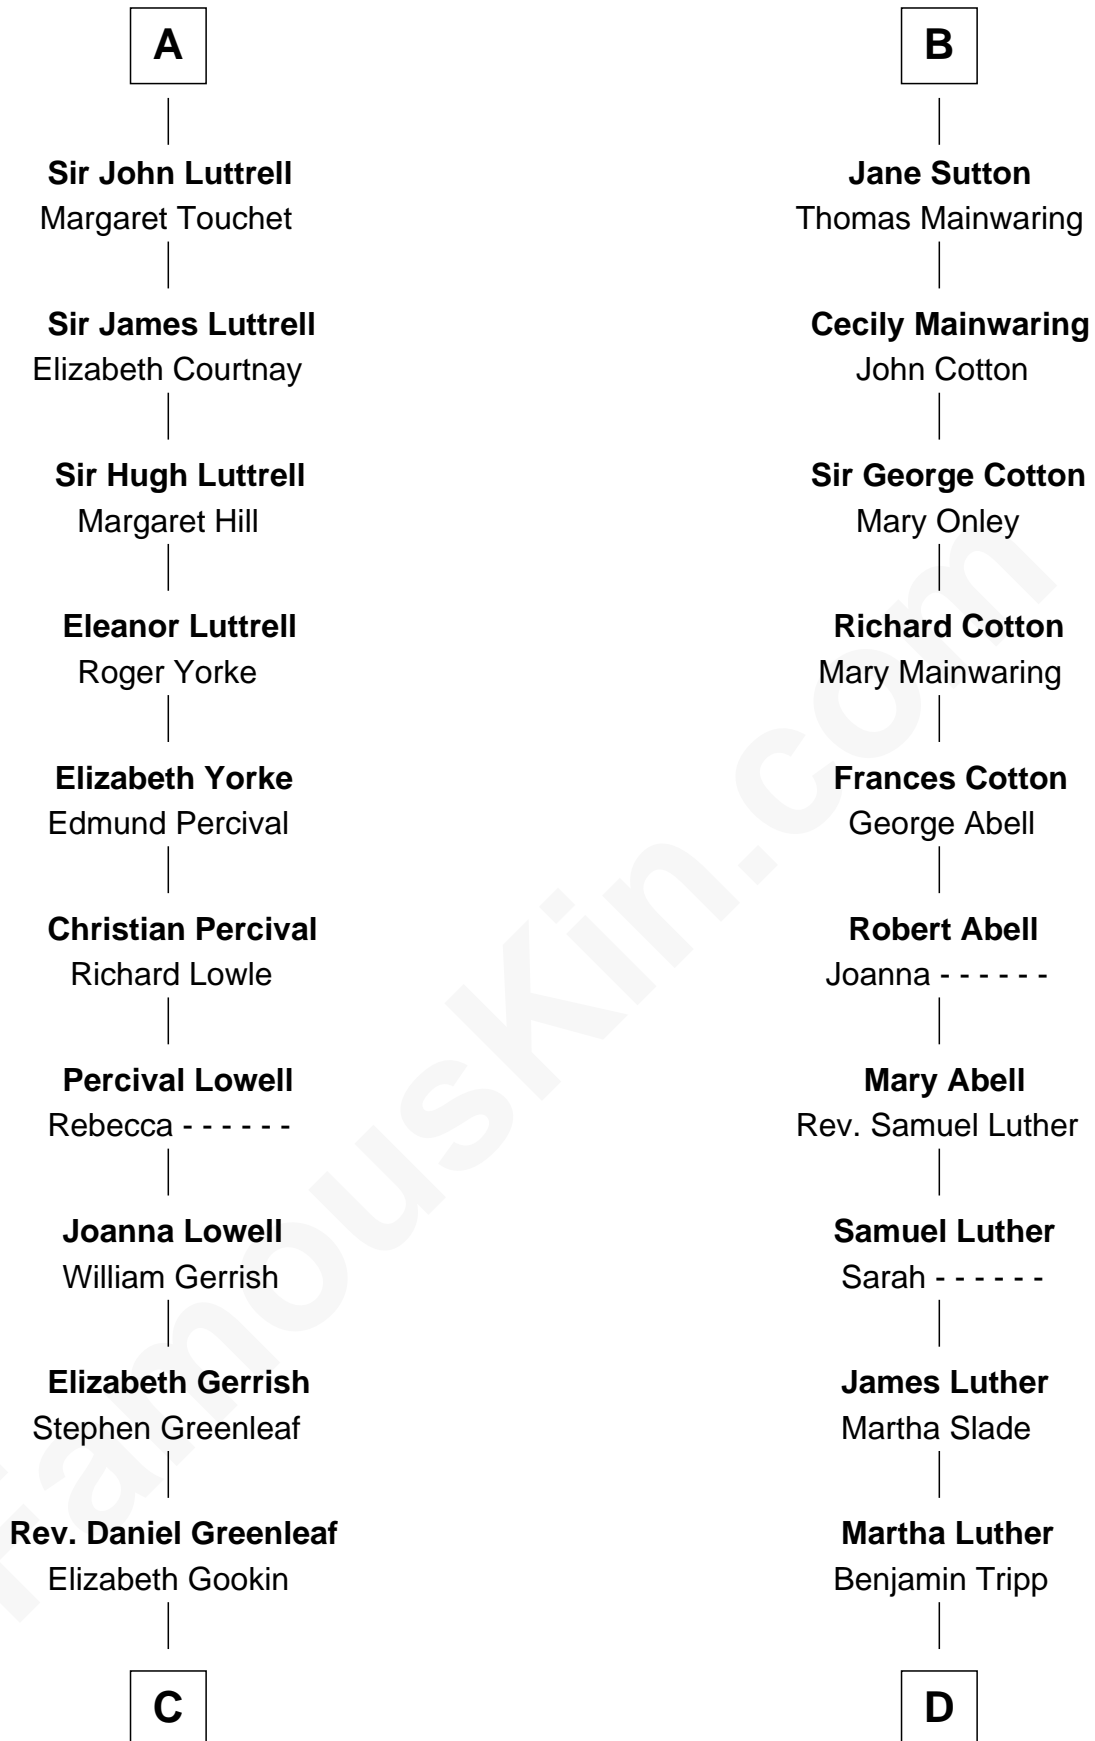 A
Sir John Luttrell
Margaret Touchet
Sir James Luttrell
Elizabeth Courtnay
Sir Hugh Luttrell
Margaret Hill
Eleanor Luttrell
Roger Yorke
Elizabeth Yorke
Edmund Percival
Christian Percival
Richard Lowle
Percival Lowell
Rebecca - - - - - -
Joanna Lowell
William Gerrish
Elizabeth Gerrish
Stephen Greenleaf
Rev. Daniel Greenleaf
Elizabeth Gookin
C
B
Jane Sutton
Thomas Mainwaring
Cecily Mainwaring
John Cotton
Sir George Cotton
Mary Onley
Richard Cotton
Mary Mainwaring
Frances Cotton
George Abell
Robert Abell
Joanna - - - - - -
Mary Abell
Rev. Samuel Luther
Samuel Luther
Sarah - - - - - -
James Luther
Martha Slade
Martha Luther
Benjamin Tripp
D
FamousKin.com